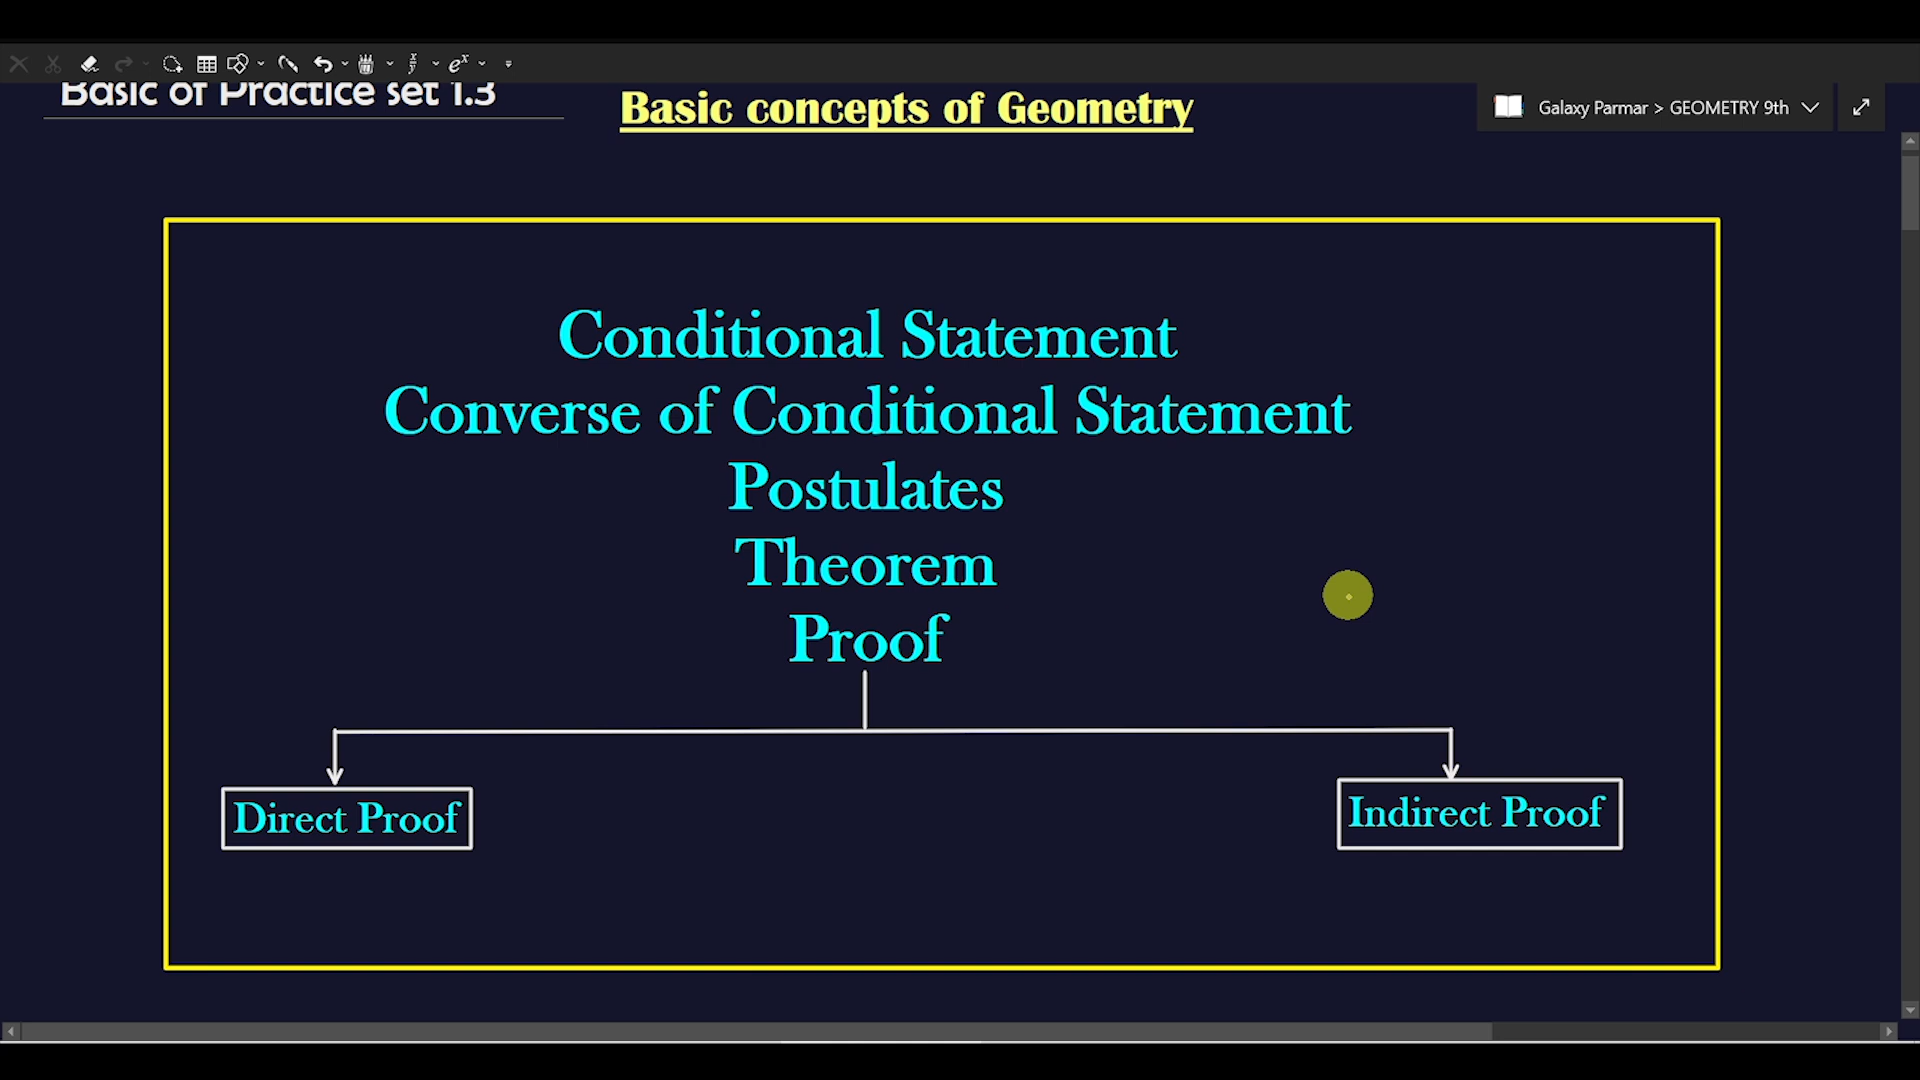 Basic of Practice set 1.3
Basic concepts of Geometry
Galaxy Parmar > GEOMETRY 9th
Conditional Statement
Converse of Conditional Statement
Postulates
Theorem
Proof
Direct Proof
Indirect Proof